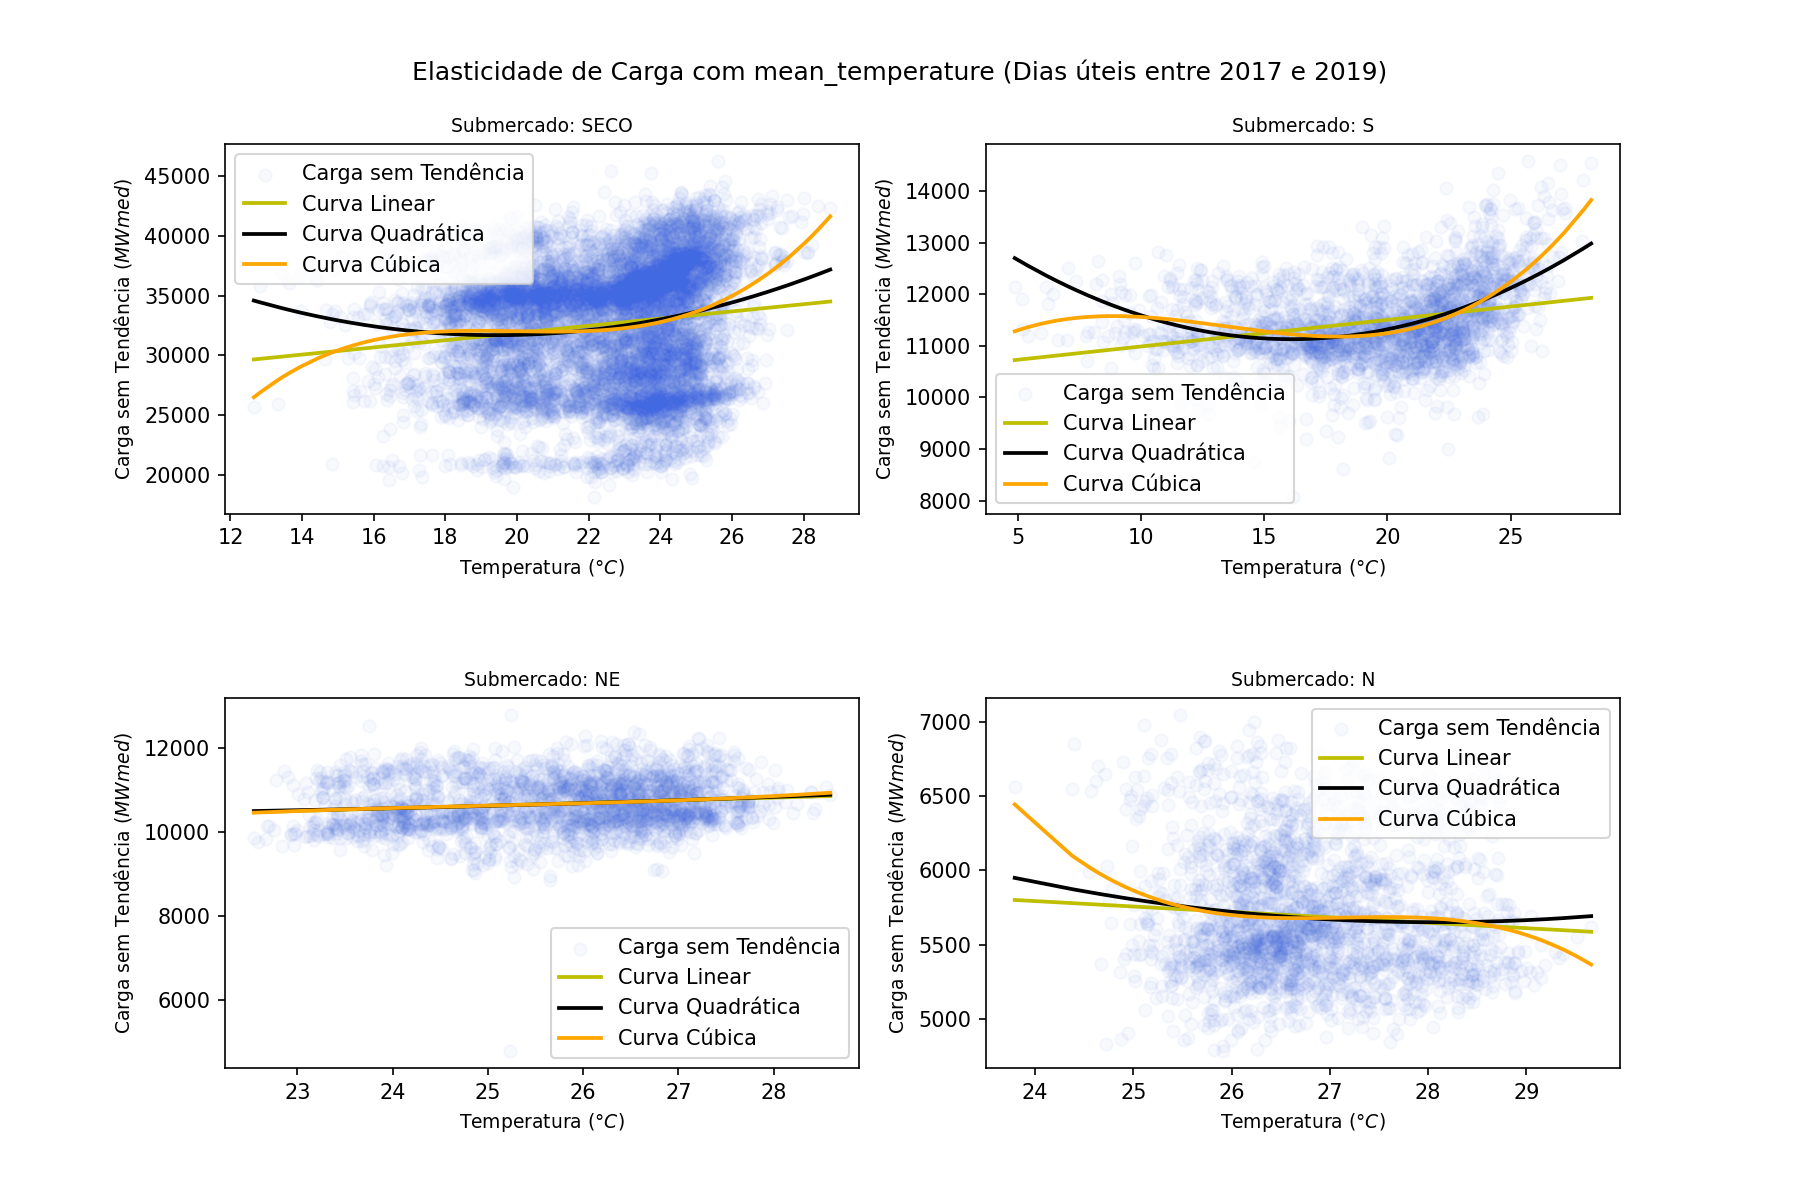 Elasticidade de Carga com mean_temperature (Dias úteis entre 2017 e 2019)
Submercado: SECO
Carga sem Tendência (MWmed)
45000
40000
35000
30000
25000
20000
Carga sem Tendência
Curva Linear
Curva Quadrática
Curva Cúbica
12 14 16 18 20 22 24 26 28
Temperatura (°C)
Submercado: S
Carga sem Tendência (MWmed)
14000
13000
12000
11000
10000
9000
8000
Carga sem Tendência
Curva Linear
Curva Quadrática
Curva Cúbica
5 10 15 20 25
Temperatura (°C)
Submercado: NE
Carga sem Tendência (MWmed)
12000
10000
8000
6000
Carga sem Tendência
Curva Linear
Curva Quadrática
Curva Cúbica
23 24 25 26 27 28
Temperatura (°C)
Submercado: N
Carga sem Tendência (MWmed)
7000
6500
6000
5500
5000
Carga sem Tendência
Curva Linear
Curva Quadrática
Curva Cúbica
24 25 26 27 28 29
Temperatura (°C)